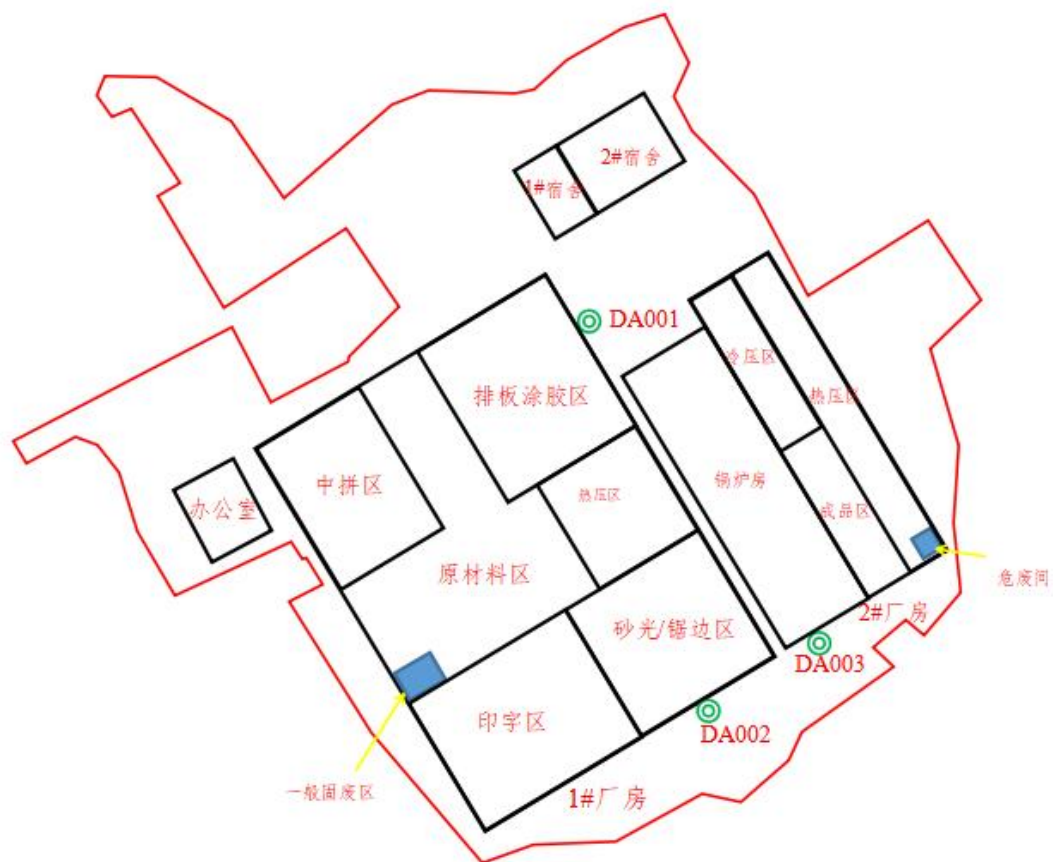 2#宿舍
1#宿舍
DA001
冷压区
排板涂胶区
热压区
中拼区
锅炉房
热压区
办公室
成品区
原材料区
危废间
2#厂房
砂光/锯边区
DA003
印字区
DA002
一般固废区
1#厂房